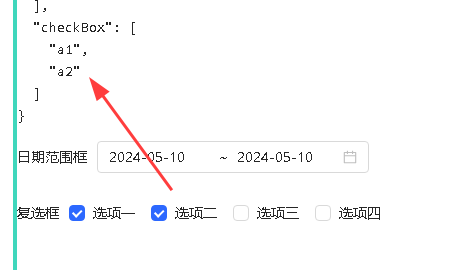 ],
"checkBox": [
"a1",
"a2"
]
}
日期范围框 2024-05-10 ~ 2024-05-10
复选框 选项一 选项二 选项三 选项四